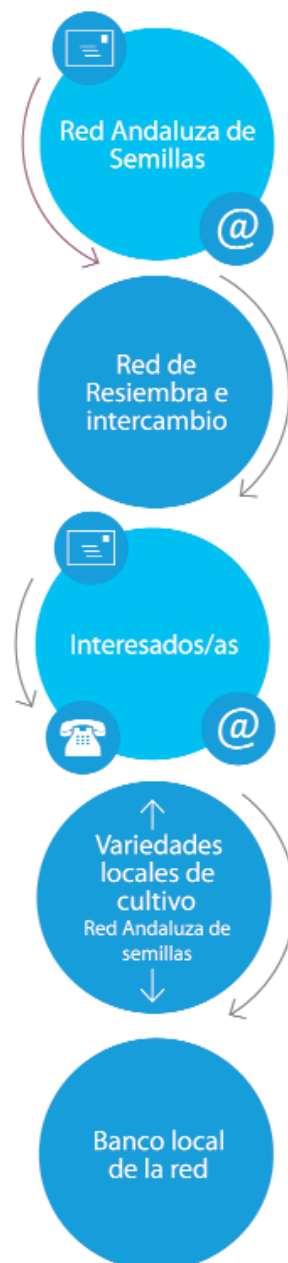 Red Andaluza de
Semillas
@
Red de
Resiembra e
intercambio
Interesados/as
@
Variedades
locales de
cultivo
Red Andaluza de
semillas
Banco local
de la red